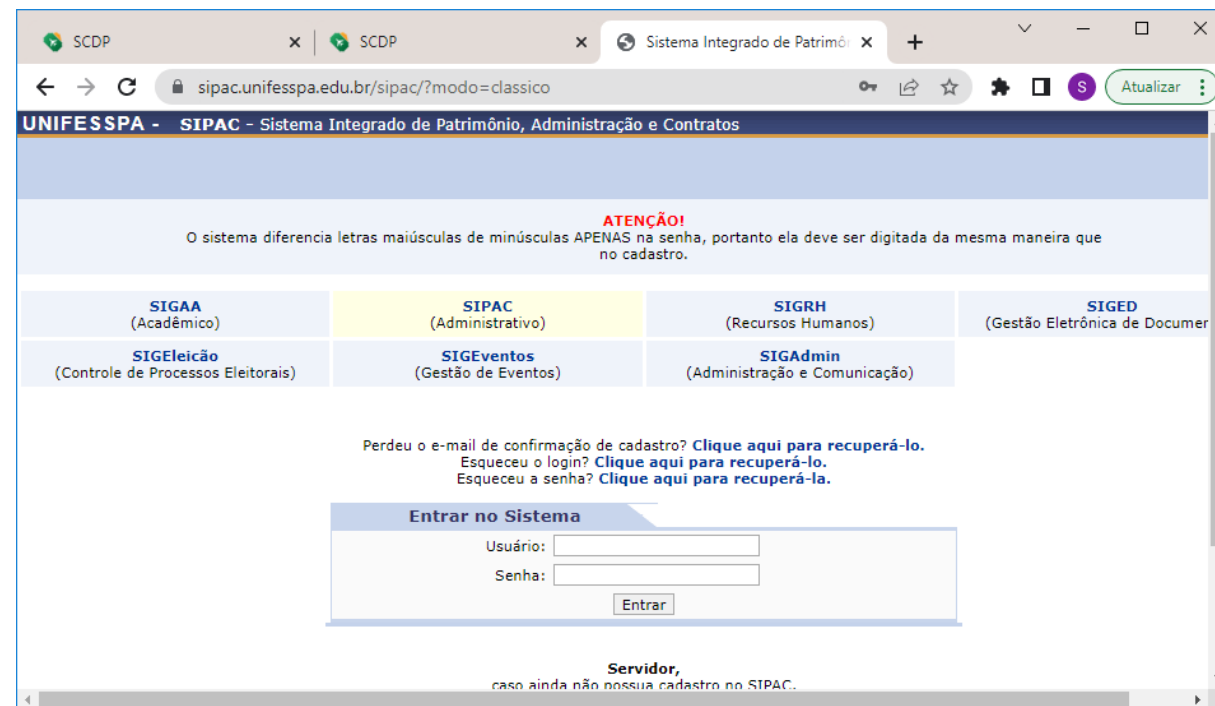 SCDP
SCDP
Sistema Integrado de Patrimôn
sipac.unifesspa.edu.br/sipac/?modo=classico
S
Atualizar
UNIFESSPA - SIPAC - Sistema Integrado de Patrimônio, Administração e Contratos
ATENÇÃO!
O sistema diferencia letras maiúsculas de minúsculas APENAS na senha, portanto ela deve ser digitada da mesma maneira que
no cadastro.
SIGAA
(Acadêmico)
SIPAC
(Administrativo)
SIGRH
(Recursos Humanos)
SIGED
(Gestão Eletrônica de Documen
SIGEleicão
(Controle de Processos Eleitorais)
SIGEventos
(Gestão de Eventos)
SIGAdmin
(Administração e Comunicação)
Perdeu o e-mail de confirmação de cadastro? Clique aqui para recuperá-lo.
Esqueceu o login? Clique aqui para recuperá-lo.
Esqueceu a senha? Clique aqui para recuperá-la.
Entrar no Sistema
Usuário:
Senha:
Entrar
Servidor,
caso ainda não possua cadastro no SIPAC,